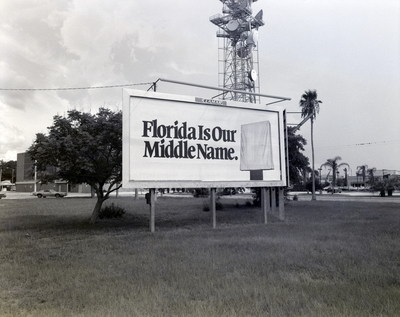 Florida Is Our
Middle Name.